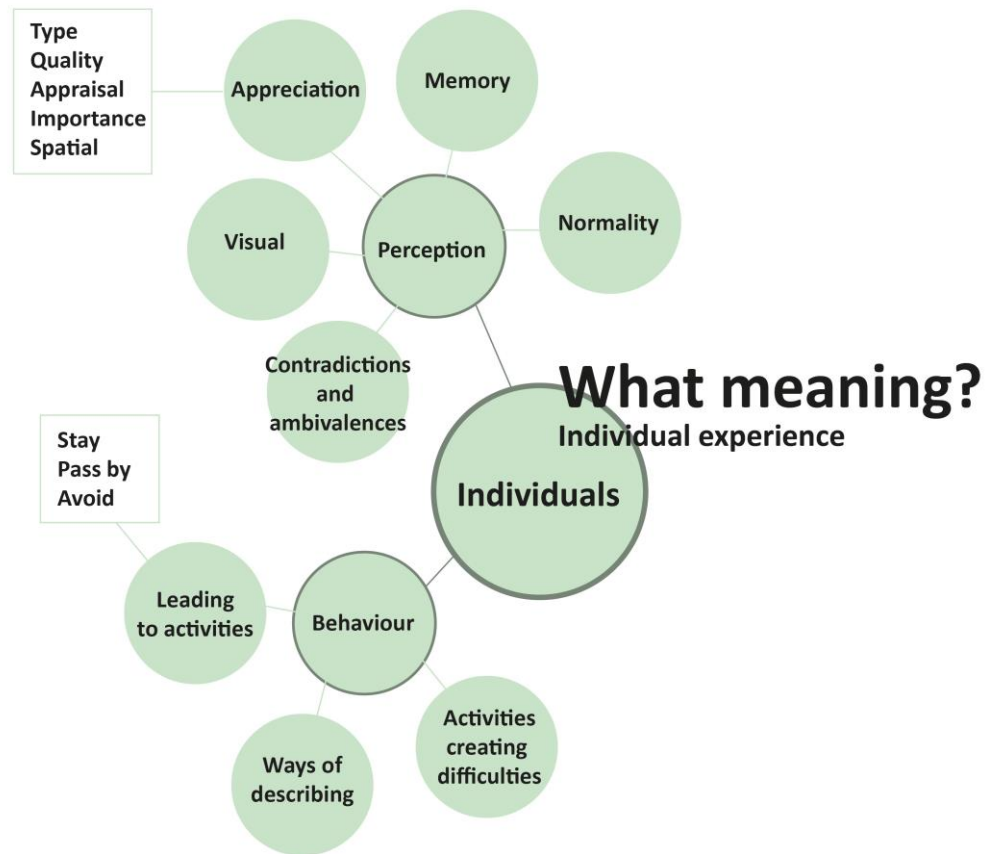 Type
Quality
Appraisal
Importance
Spatial
Appreciation
Memory
Visual
Perception
Normality
Contradictions
and
ambivalences
What meaning?
Individual experience
Individuals
Stay
Pass by
Avoid
Leading
to activities
Behaviour
Ways of
describing
Activities
creating
difficulties